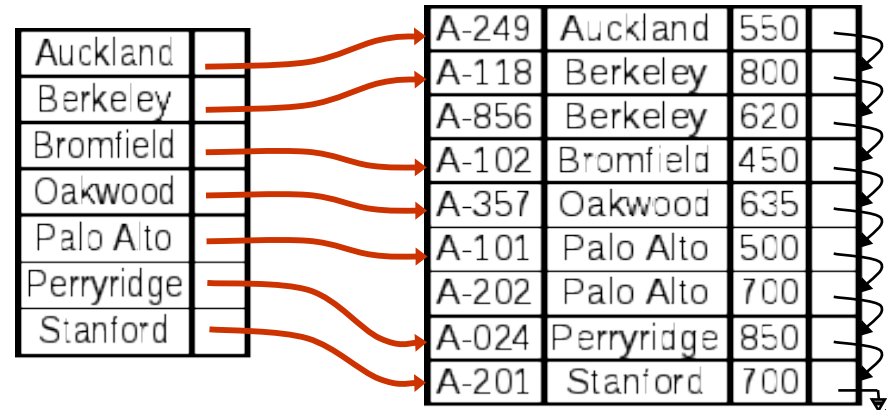 Auckland
Berkeley
Bromfield
Oakwood
Palo Alto
Perryridge
Stanford
A-249 Auckland 550
A-118 Berkeley 800
A-856 Berkeley 620
A-102 Bromfield 450
A-357 Oakwood 635
A-101 Palo Alto 500
A-202 Palo Alto 700
A-024 Perryridge 850
A-201 Stanford 700